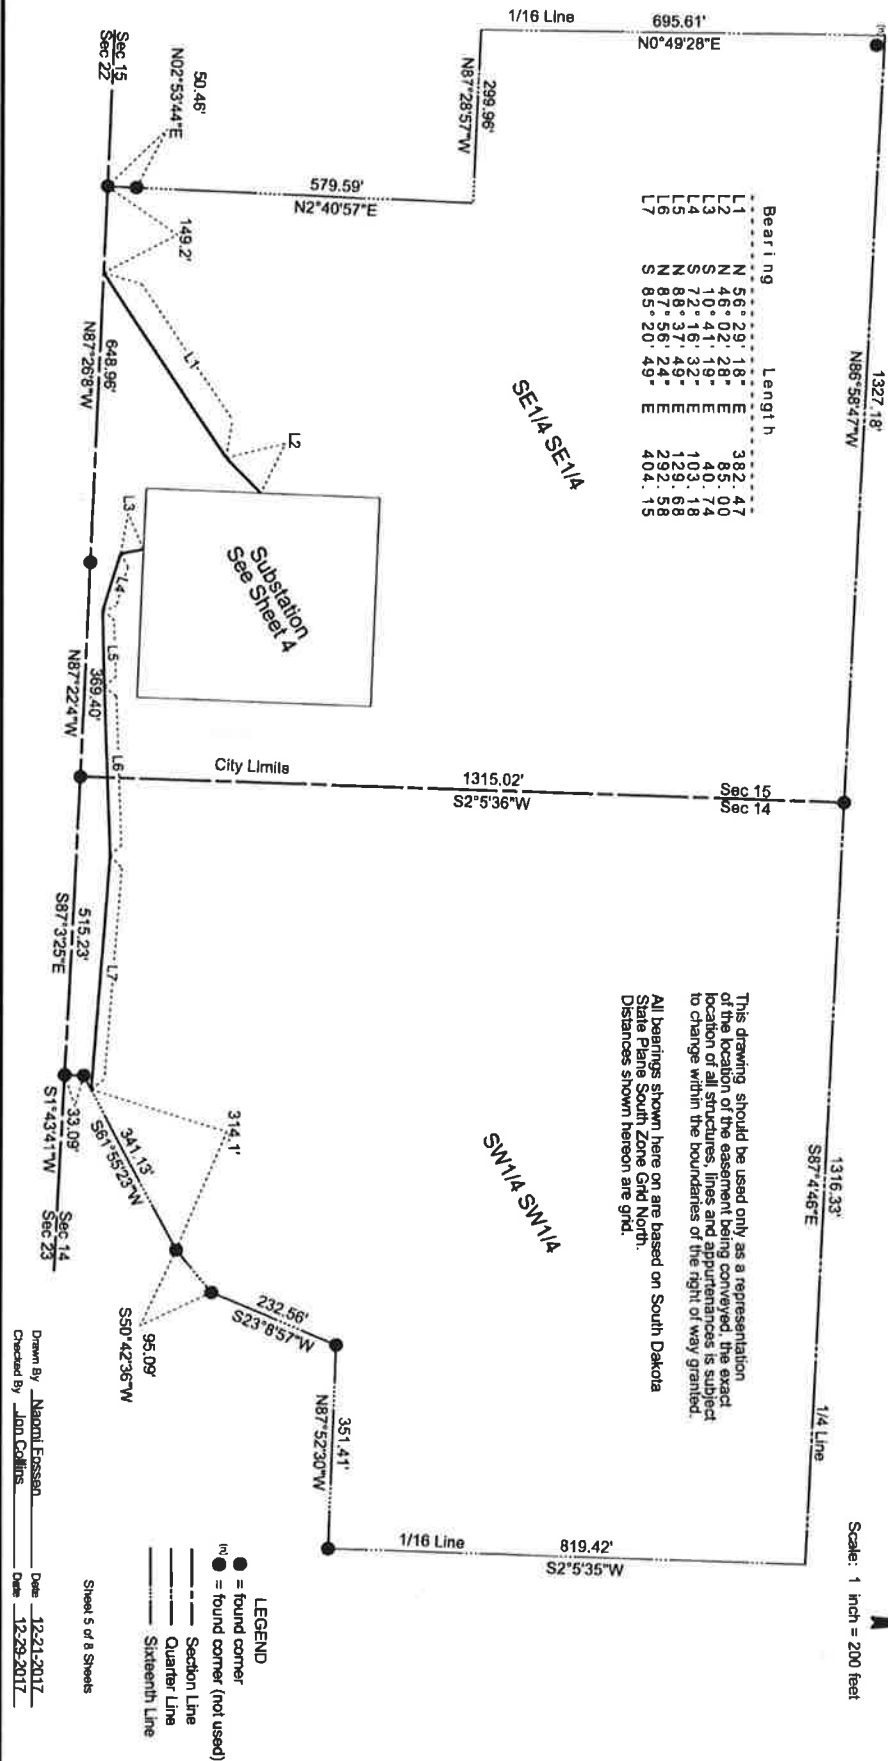 Scale: 1 inch = 200 feet
(n)
1/16 Line
695.61'
N0°49'28"E
1327.18'
N86°58'47"W
1316.33'
S87°4'46"E
1/4 Line
299.96'
N87°28'57"W
579.59'
N2°40'57"E
Bearing Length
L1 N 56°29'18" E 382.47
L2 N 46°02'28" E 85.00
L3 S 10°41'19" E 40.74
L4 S 72°16'32" E 103.18
L5 N 88°37'49" E 129.68
L6 N 87°56'24" E 292.58
L7 S 85°20'49" E 404.15
SE1/4 SE1/4
This drawing should be used only as a representation
of the location of the easement being conveyed, the exact
location of all structures, lines and appurtenances is subject
to change within the boundaries of the right of way granted.
All bearings shown here on are based on South Dakota
State Plane South Zone Grid North.
Distances shown hereon are grid.
Sec 15
Sec 14
1315.02'
S2°5'36"W
City Limits
SW1/4 SW1/4
Substation
See Sheet 4
50.46'
N02°53'44"E
Sec 15
Sec 22
149.2'
L1
L2
L3
L4
L5
L6
L7
648.96'
N87°26'8"W
369.40'
N87°22'4"W
515.23'
S87°3'25"E
33.09'
S1°43'41"W
Sec 14
Sec 23
314.1'
341.13'
S61°55'23"W
95.09'
S50°42'36"W
232.56'
S23°8'57"W
351.41'
N87°52'30"W
1/16 Line
819.42'
S2°5'35"W
LEGEND
= found corner
(n) = found corner (not used)
Section Line
Quarter Line
Sixteenth Line
Sheet 5 of 8 Sheets
Drawn By Naomi Fossen Date 12-21-2017
Checked By Jon Collins Date 12-29-2017